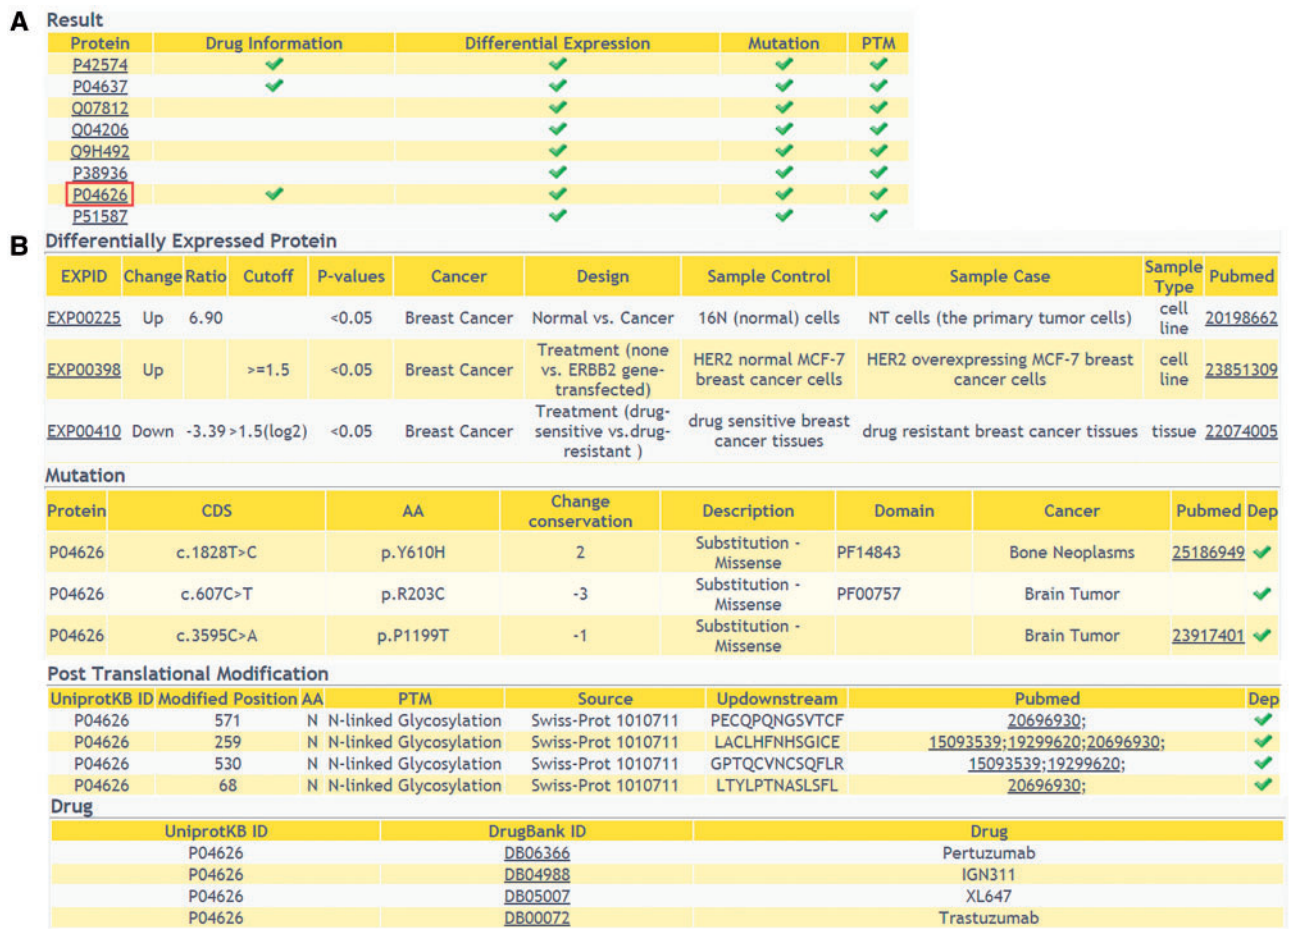 A Result
Protein Drug Information Differential Expression Mutation PTM
P42574
P04637
Q07812
Q04206
Q9H492
P38936
P04626
P51587
B Differentially Expressed Protein
EXPID Change Ratio Cutoff P-values Cancer Design Sample Control Sample Case Sample Type Pubmed
EXP00225 Up 6.90 <0.05 Breast Cancer Normal vs. Cancer 16N (normal) cells NT cells (the primary tumor cells) cell line 20198662
EXP00398 Up >=1.5 <0.05 Breast Cancer Treatment (none vs. ERBB2 gene-transfected) HER2 normal MCF-7 breast cancer cells HER2 overexpressing MCF-7 breast cancer cells cell line 23851309
EXP00410 Down -3.39 >1.5(log2) <0.05 Breast Cancer Treatment (drug-sensitive vs.drug-resistant ) drug sensitive breast cancer tissues drug resistant breast cancer tissues tissue 22074005
Mutation
Protein CDS AA Change conservation Description Domain Cancer Pubmed Dep
P04626 c.1828T>C p.Y610H 2 Substitution - Missense PF14843 Bone Neoplasms 25186949
P04626 c.607C>T p.R203C -3 Substitution - Missense PF00757 Brain Tumor
P04626 c.3595C>A p.P1199T -1 Substitution - Missense Brain Tumor 23917401
Post Translational Modification
UniprotKB ID Modified Position AA PTM Source Updownstream Pubmed Dep
P04626 571 N N-linked Glycosylation Swiss-Prot 1010711 PECQPQNGSVTCF 20696930;
P04626 259 N N-linked Glycosylation Swiss-Prot 1010711 LACLHFNHSGICE 15093539;19299620;20696930;
P04626 530 N N-linked Glycosylation Swiss-Prot 1010711 GPTQCVNCSQFLR 15093539;19299620;
P04626 68 N N-linked Glycosylation Swiss-Prot 1010711 LTYLPTNASLSFL 20696930;
Drug
UniprotKB ID DrugBank ID Drug
P04626 DB06366 Pertuzumab
P04626 DB04988 IGN311
P04626 DB05007 XL647
P04626 DB00072 Trastuzumab